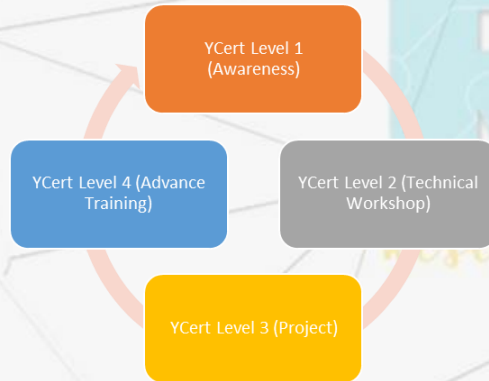 YCert Level 1
(Awareness)
YCert Level 4 (Advance
Training)
YCert Level 2 (Technical
Workshop)
YCert Level 3 (Project)